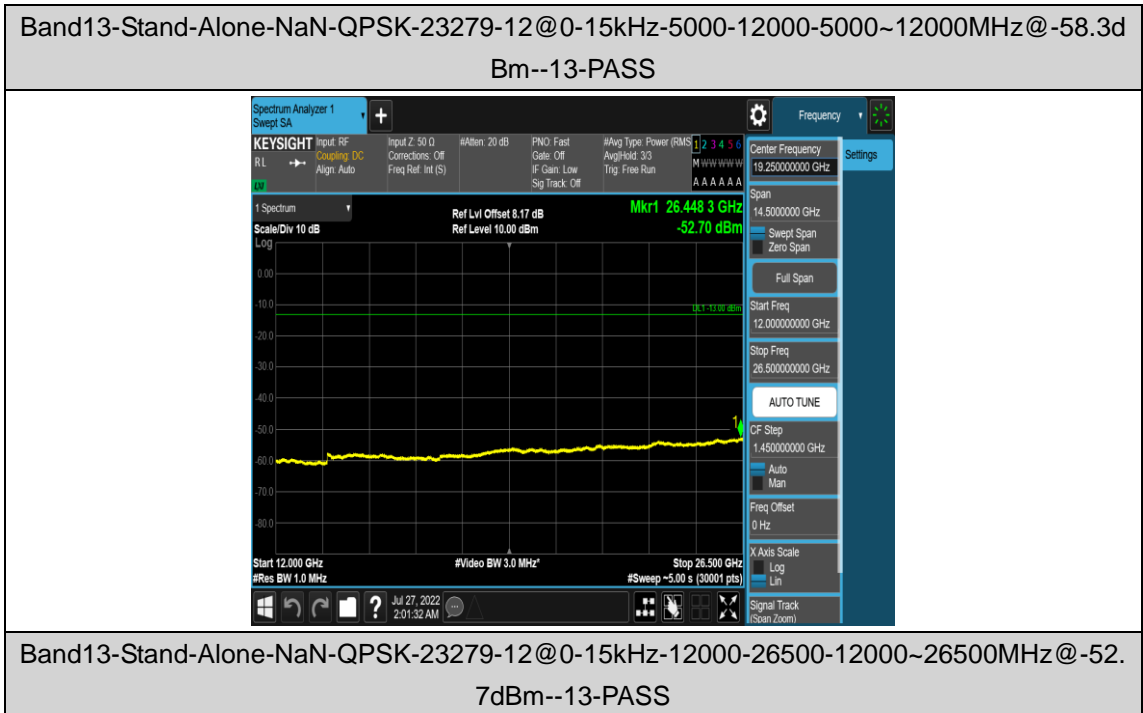 Band13-Stand-Alone-NaN-QPSK-23279-12@0-15kHz-5000-12000-5000~12000MHz@-58.3d
Bm--13-PASS
Spectrum Analyzer 1
Swept SA
+
Frequency
KEYSIGHT
RL
Input: RF
Coupling: DC
Align: Auto
Input Z: 50 Ω
Corrections: Off
Freq Ref: Int (S)
#Atten: 20 dB
PNO: Fast
Gate: Off
IF Gain: Low
Sig Track: Off
#Avg Type: Power (RMS
Avg|Hold: 3/3
Trig: Free Run
1 2 3 4 5 6
M W W W W W
A A A A A A
1 Spectrum
Scale/Div 10 dB
Ref Lvl Offset 8.17 dB
Ref Level 10.00 dBm
Mkr1 26.448 3 GHz
-52.70 dBm
Log
0.00
-10.0
-20.0
-30.0
-40.0
-50.0
-60.0
-70.0
-80.0
DL1 -13.00 dBm
1
Start 12.000 GHz
#Res BW 1.0 MHz
#Video BW 3.0 MHz*
Stop 26.500 GHz
#Sweep ~5.00 s (30001 pts)
?
Jul 27, 2022
2:01:32 AM
Center Frequency
19.250000000 GHz
Settings
Span
14.5000000 GHz
Swept Span
Zero Span
Full Span
Start Freq
12.000000000 GHz
Stop Freq
26.500000000 GHz
AUTO TUNE
CF Step
1.450000000 GHz
Auto
Man
Freq Offset
0 Hz
X Axis Scale
Log
Lin
Signal Track
(Span Zoom)
Band13-Stand-Alone-NaN-QPSK-23279-12@0-15kHz-12000-26500-12000~26500MHz@-52.
7dBm--13-PASS